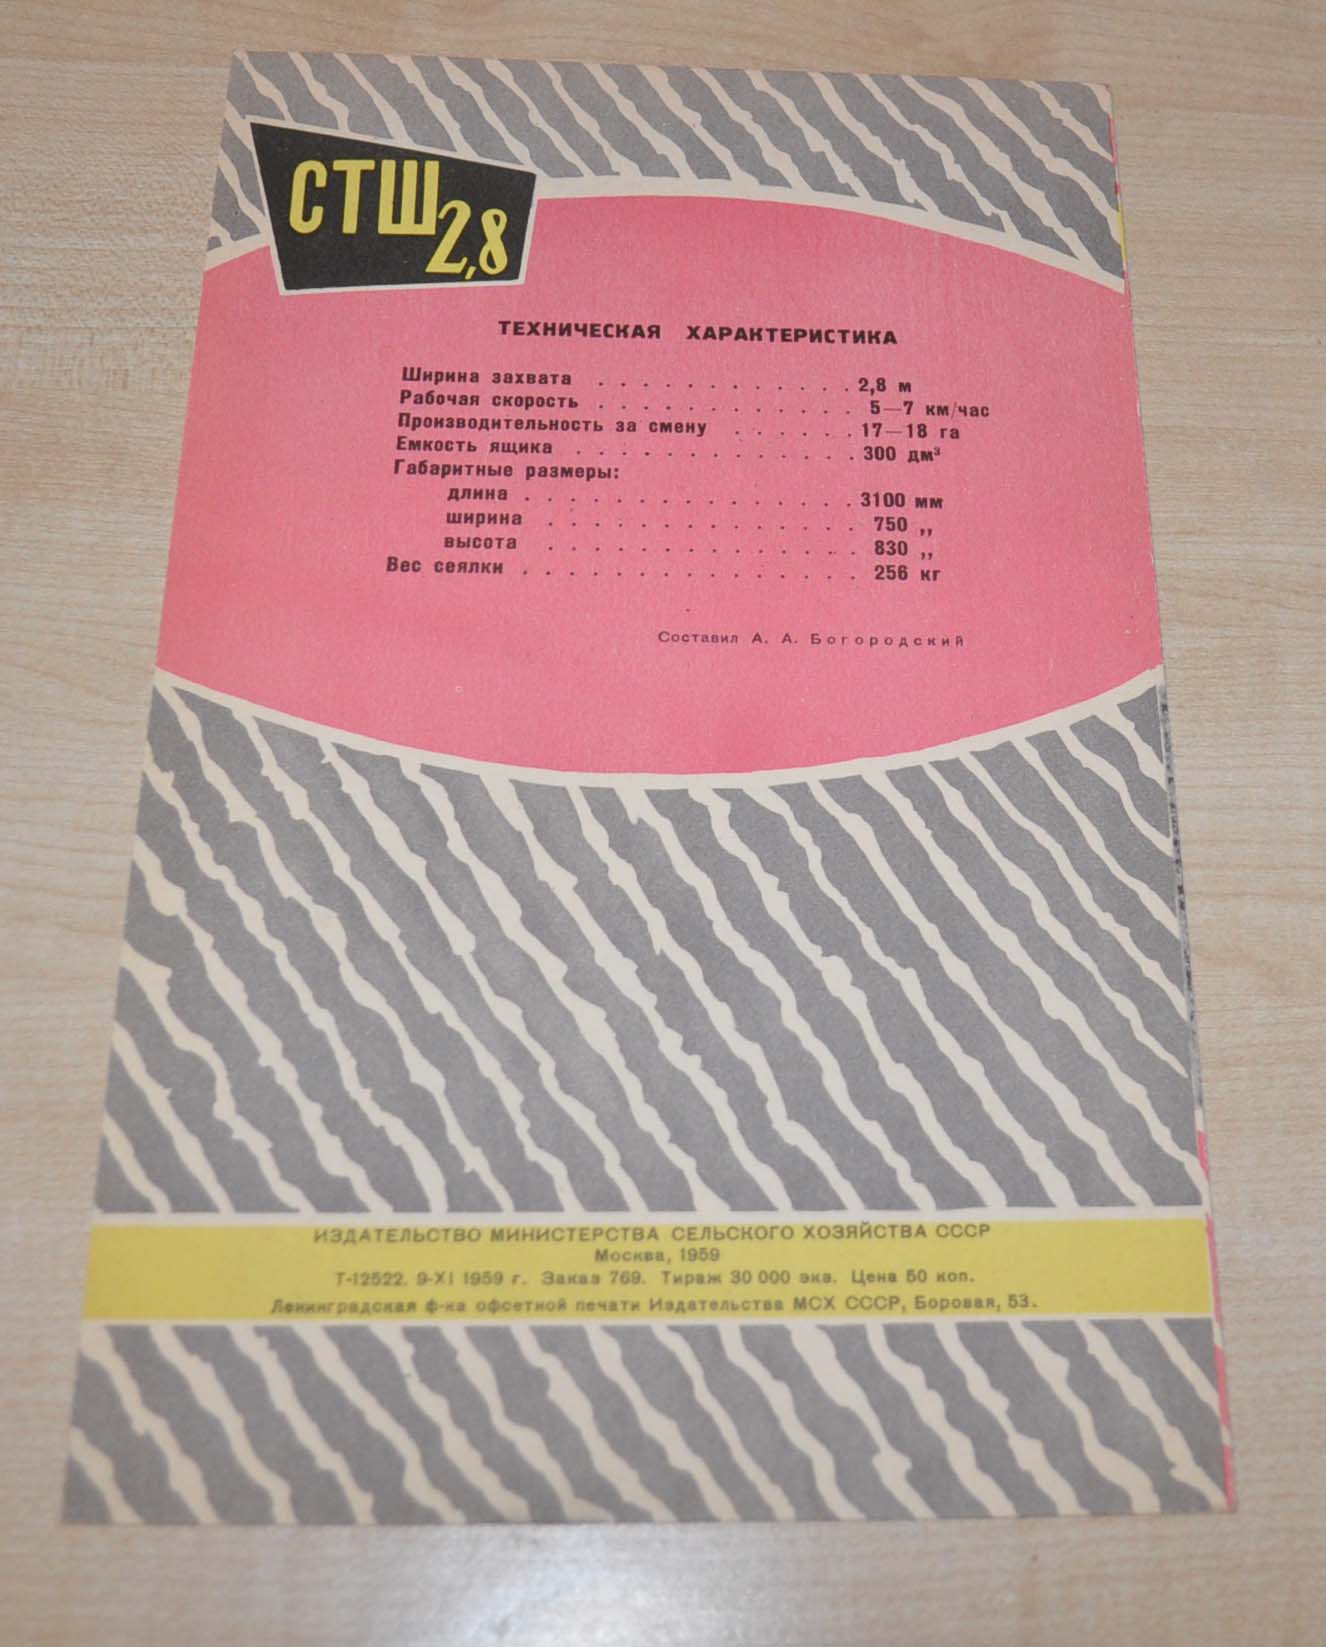 СТШ 2,8
ТЕХНИЧЕСКАЯ ХАРАКТЕРИСТИКА
Ширина захвата . . . . . . . . . . . . 2,8 м
Рабочая скорость . . . . . . . . . . . . 5—7 км/час
Производительность за смену . . . . . . 17—18 га
Емкость ящика . . . . . . . . . . . . 300 дм³
Габаритные размеры:
длина . . . . . . . . . . . . . . . 3100 мм
ширина . . . . . . . . . . . . . . 750 „
высота . . . . . . . . . . . . . . 830 „
Вес сеялки . . . . . . . . . . . . . . . 256 кг
Составил А. А. Богородский
ИЗДАТЕЛЬСТВО МИНИСТЕРСТВА СЕЛЬСКОГО ХОЗЯЙСТВА СССР
Москва, 1959
Т-12522. 9-XI 1959 г. Заказ 769. Тираж 30 000 экз. Цена 50 коп.
Ленинградская ф-ка офсетной печати Издательства МСХ СССР, Боровая, 53.